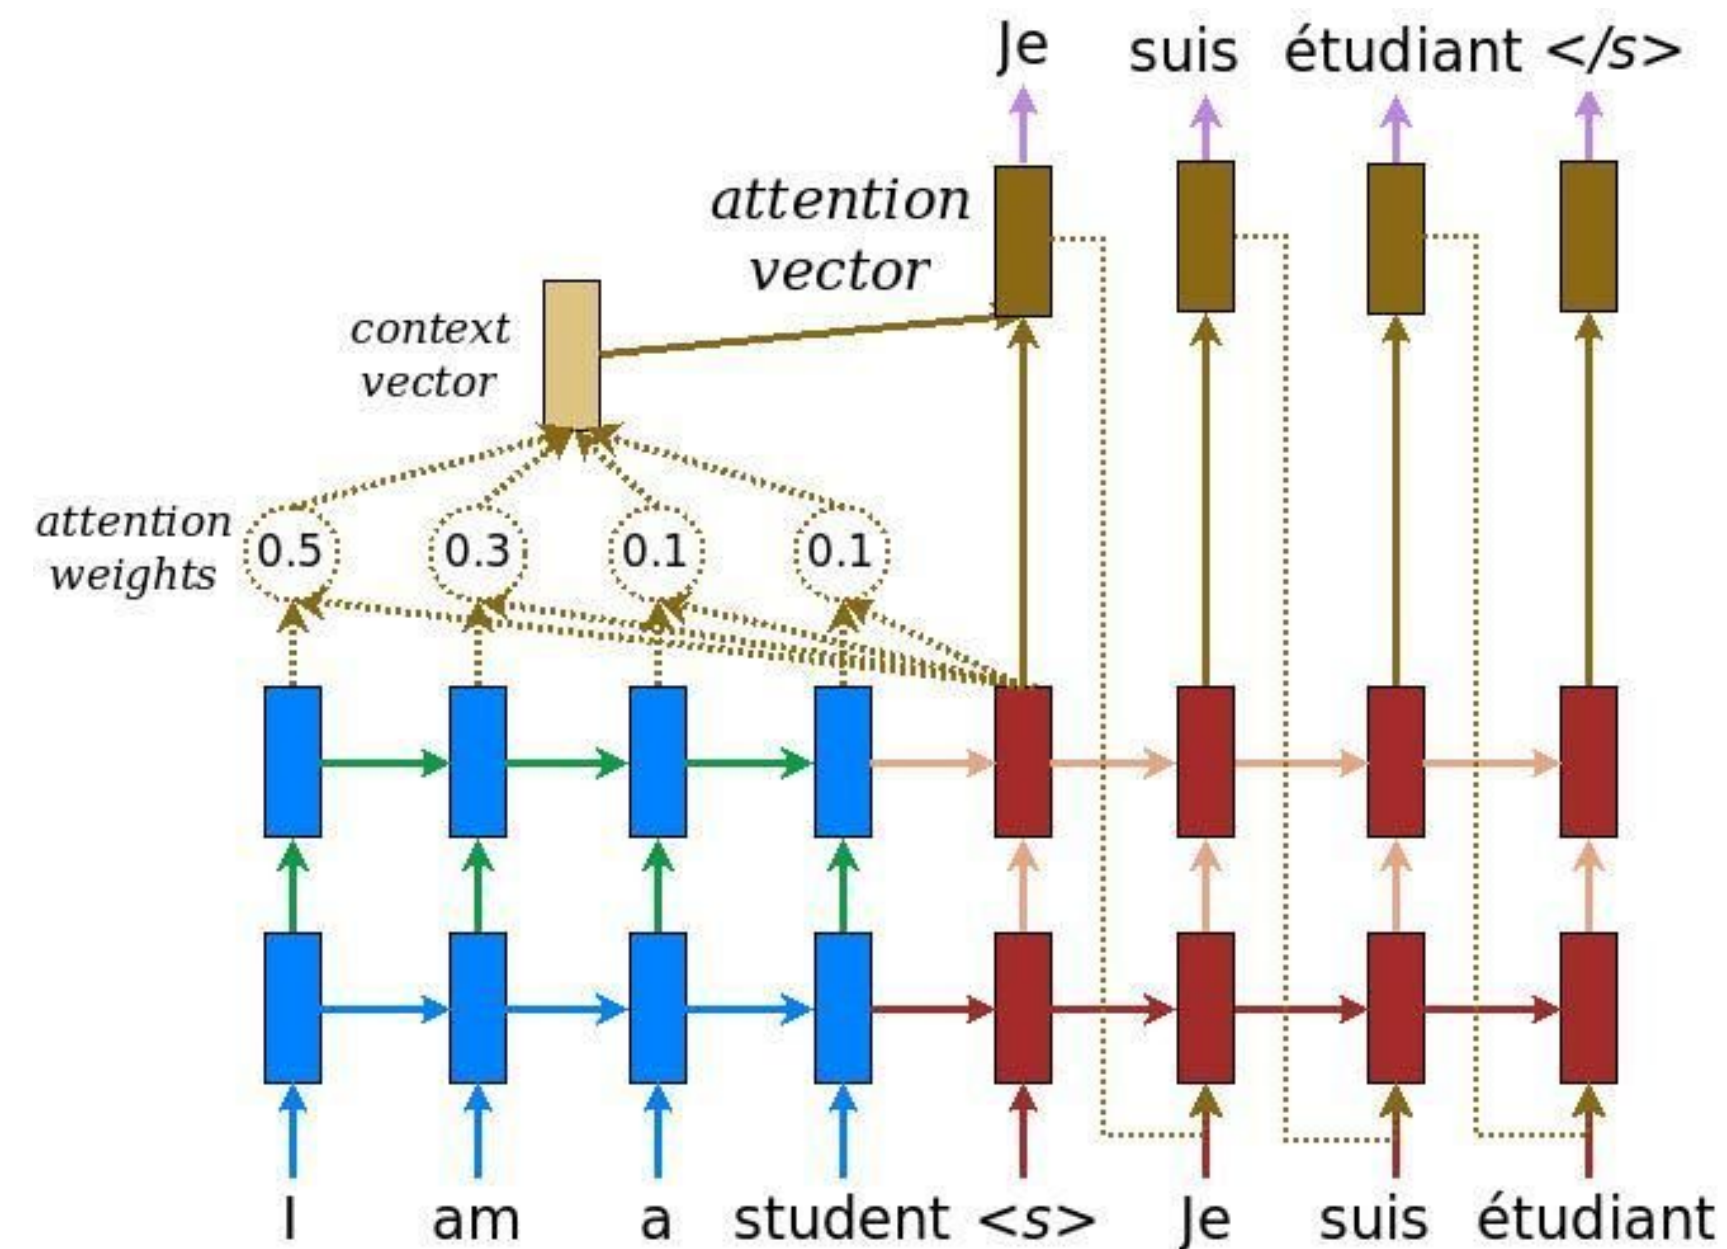 Je suis étudiant </s>
attention
vector
context
vector
attention
weights
0.5 0.3 0.1 0.1
I am a student <s> Je suis étudiant